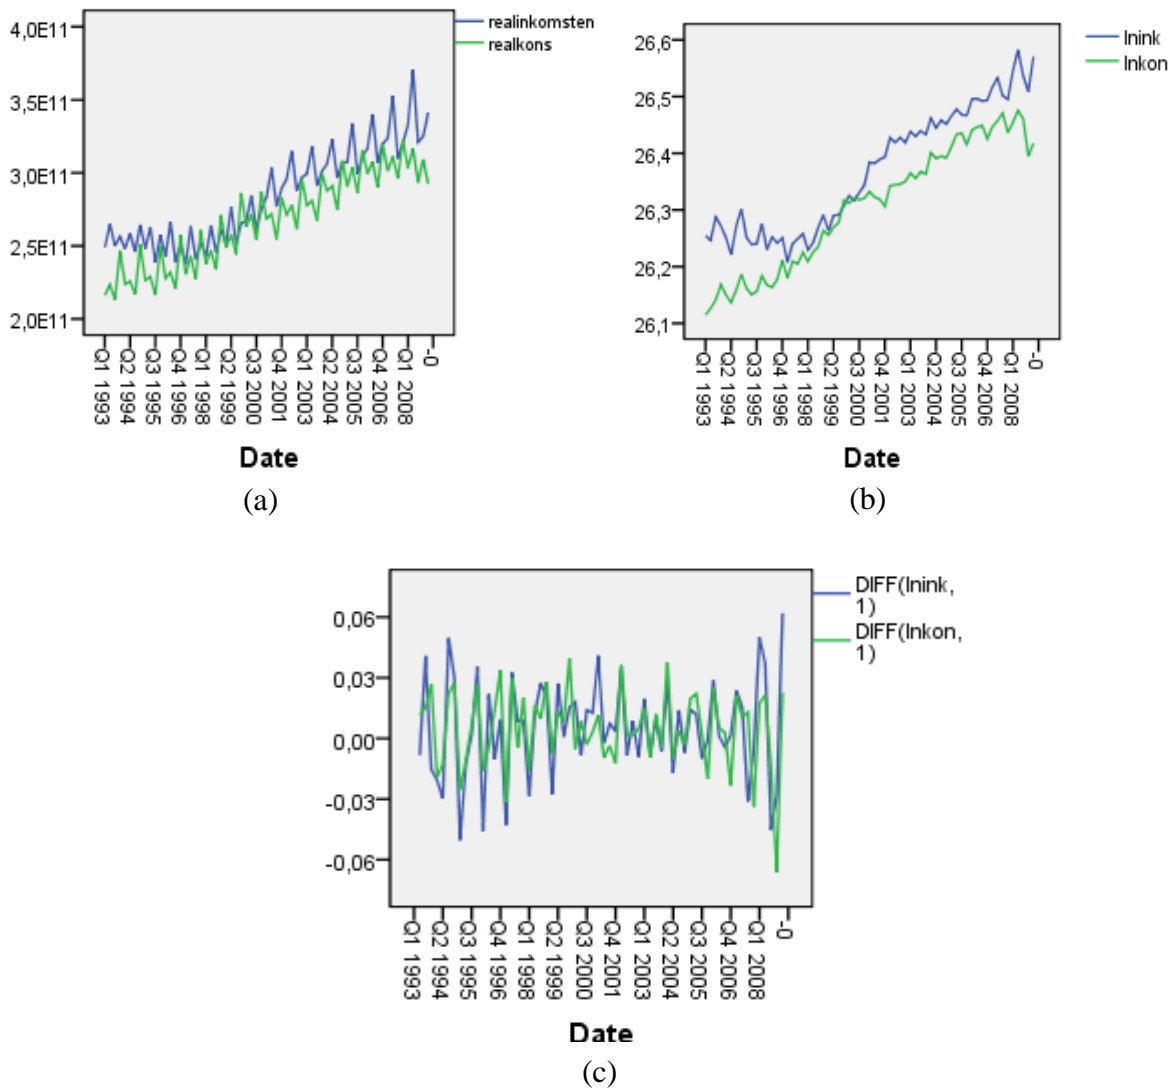 4,0E11
3,5E11
3,0E11
2,5E11
2,0E11
realinkomsten
realkons
Q1 1993
Q2 1994
Q3 1995
Q4 1996
Q1 1998
Q2 1999
Q3 2000
Q4 2001
Q1 2003
Q2 2004
Q3 2005
Q4 2006
Q1 2008
-0
Date
(a)
26,6
26,5
26,4
26,3
26,2
26,1
lnink
lnkon
Q1 1993
Q2 1994
Q3 1995
Q4 1996
Q1 1998
Q2 1999
Q3 2000
Q4 2001
Q1 2003
Q2 2004
Q3 2005
Q4 2006
Q1 2008
-0
Date
(b)
0,06
0,03
0,00
-0,03
-0,06
DIFF(lnink,
1)
DIFF(lnkon,
1)
Q1 1993
Q2 1994
Q3 1995
Q4 1996
Q1 1998
Q2 1999
Q3 2000
Q4 2001
Q1 2003
Q2 2004
Q3 2005
Q4 2006
Q1 2008
-0
Date
(c)